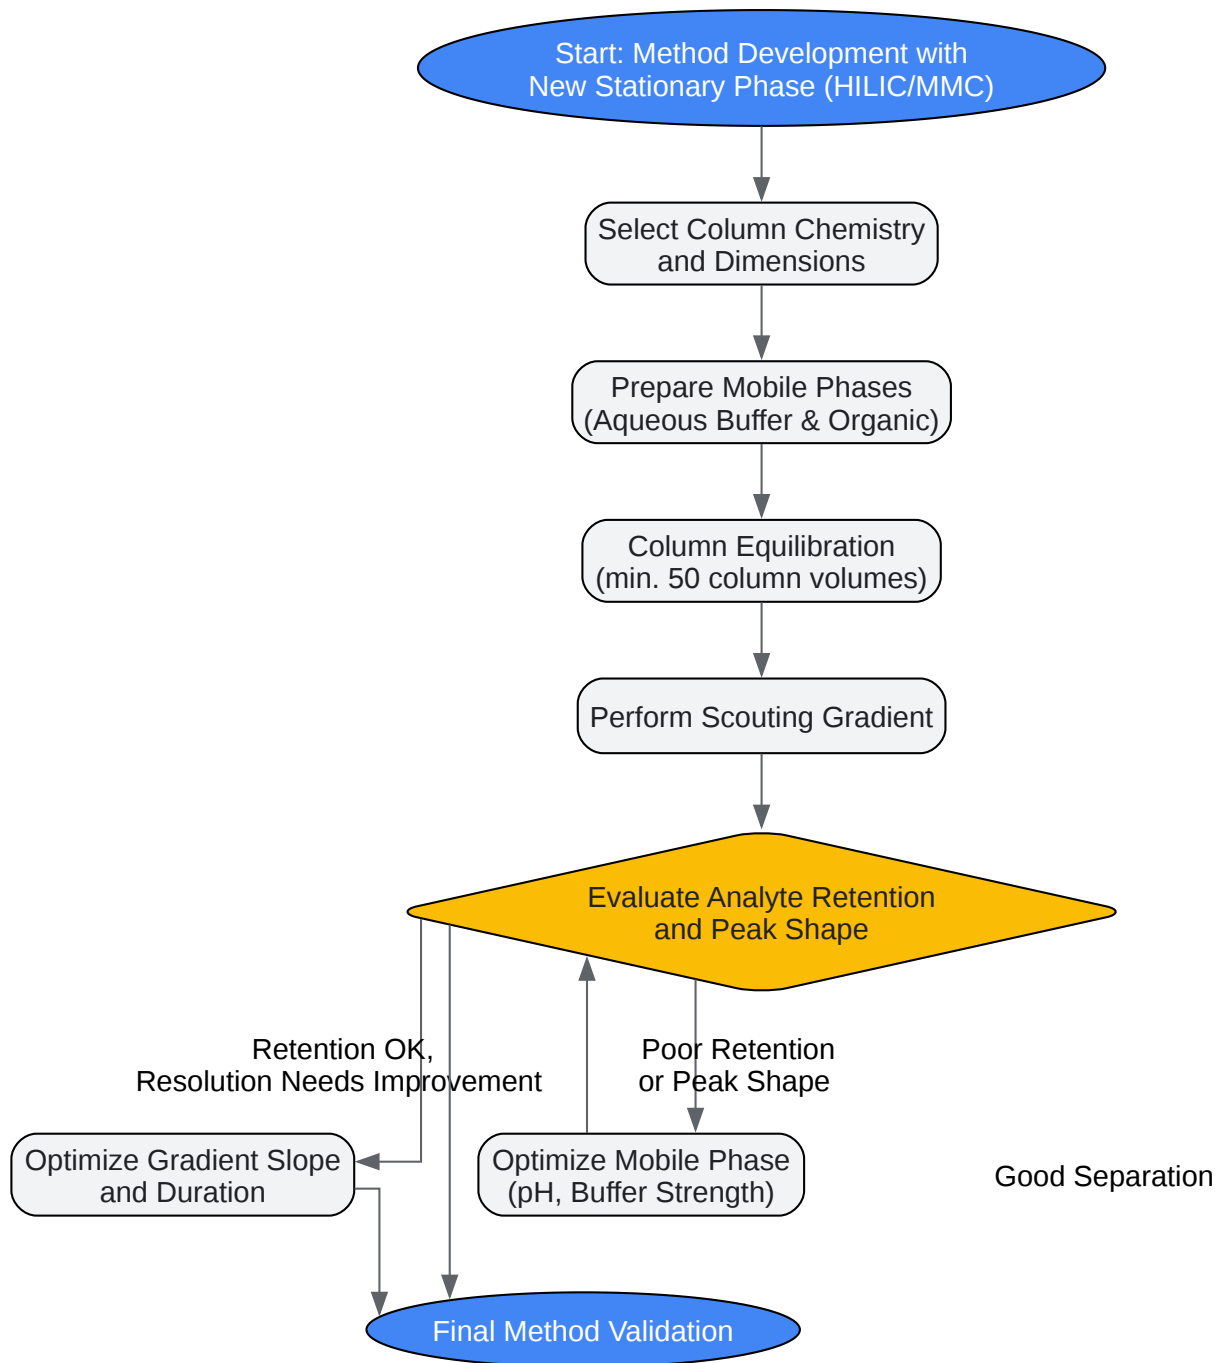 Start: Method Development with
New Stationary Phase (HILIC/MMC)
Select Column Chemistry
and Dimensions
Prepare Mobile Phases
(Aqueous Buffer & Organic)
Column Equilibration
(min. 50 column volumes)
Perform Scouting Gradient
Evaluate Analyte Retention
and Peak Shape
Retention OK,
Resolution Needs Improvement
Poor Retention
or Peak Shape
Optimize Gradient Slope
and Duration
Optimize Mobile Phase
(pH, Buffer Strength)
Good Separation
Final Method Validation